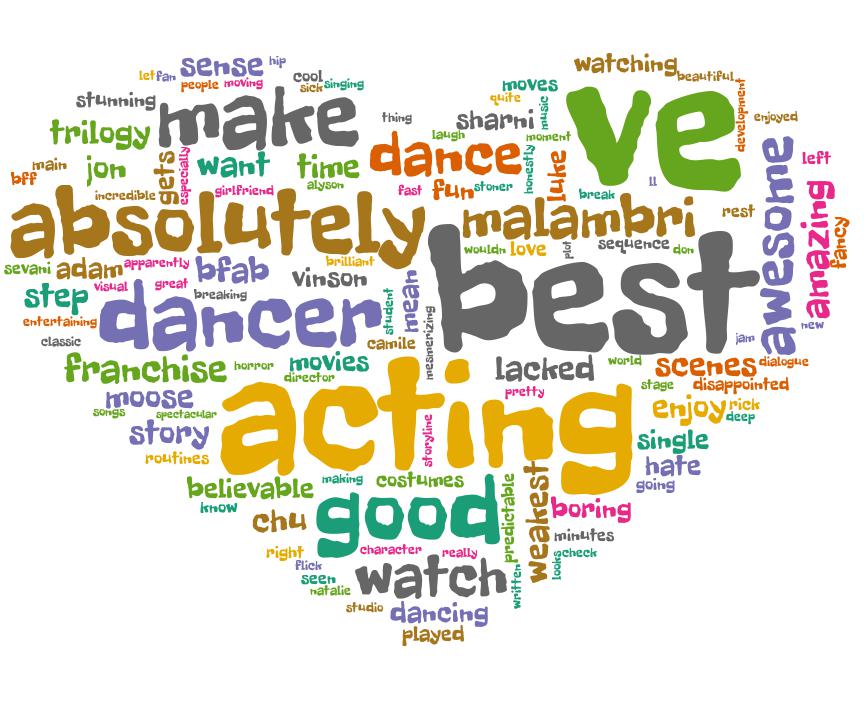 sense
hip
let
fan
people
moving
cool
sick
singing
watching
beautiful
moves
quite
stunning
make
thing
sharni
music
ve
development
enjoyed
trilogy
laugh
moment
dance
honestly
luke
main
bff
jon
gets
especially
want
time
alyson
girlfriend
incredible
fast
fun
stoner
break
ll
awesome
left
amazing
fancy
absolutely
malambri
rest
wouldn
love
plot
sequence
don
sevani
adam
apparently
bfab
brilliant
vinson
best
step
visual
great
breaking
mean
student
mesmerizing
entertaining
dancer
camile
jam
new
classic
franchise
horror
movies
director
lacked
world
scenes
dialogue
pretty
stage
disappointed
moose
songs
spectacular
acting
enjoy
rick
deep
story
storyline
single
routines
hate
going
believable
making
costumes
know
good
predictable
weakest
boring
chu
minutes
right
character
really
looks
check
flick
seen
natalie
watch
written
studio
dancing
played